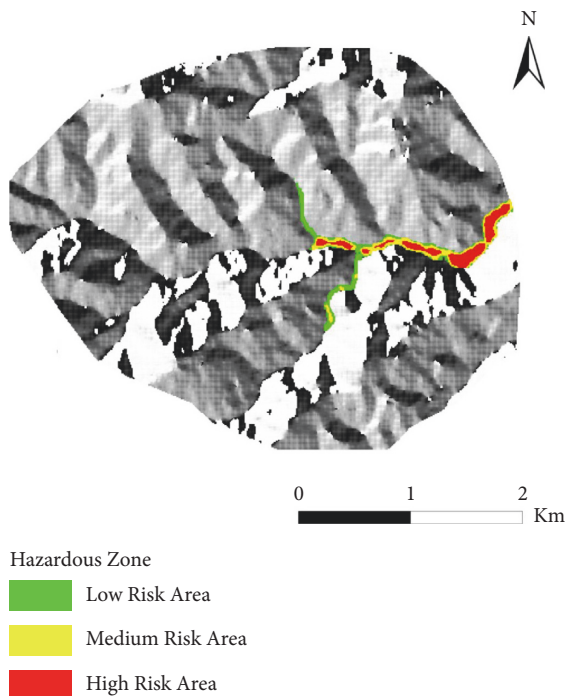 N
0 1 2
Km
Hazardous Zone
Low Risk Area
Medium Risk Area
High Risk Area